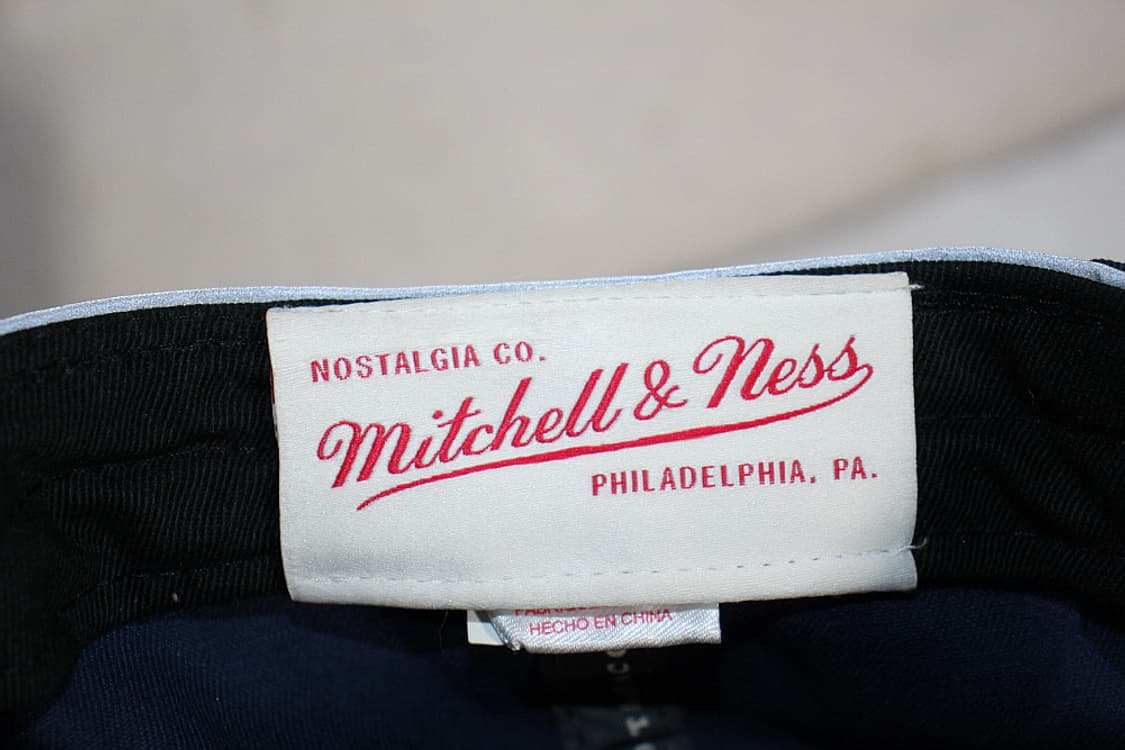 NOSTALGIA CO.
Mitchell & Ness
PHILADELPHIA, PA.
HECHO EN CHINA